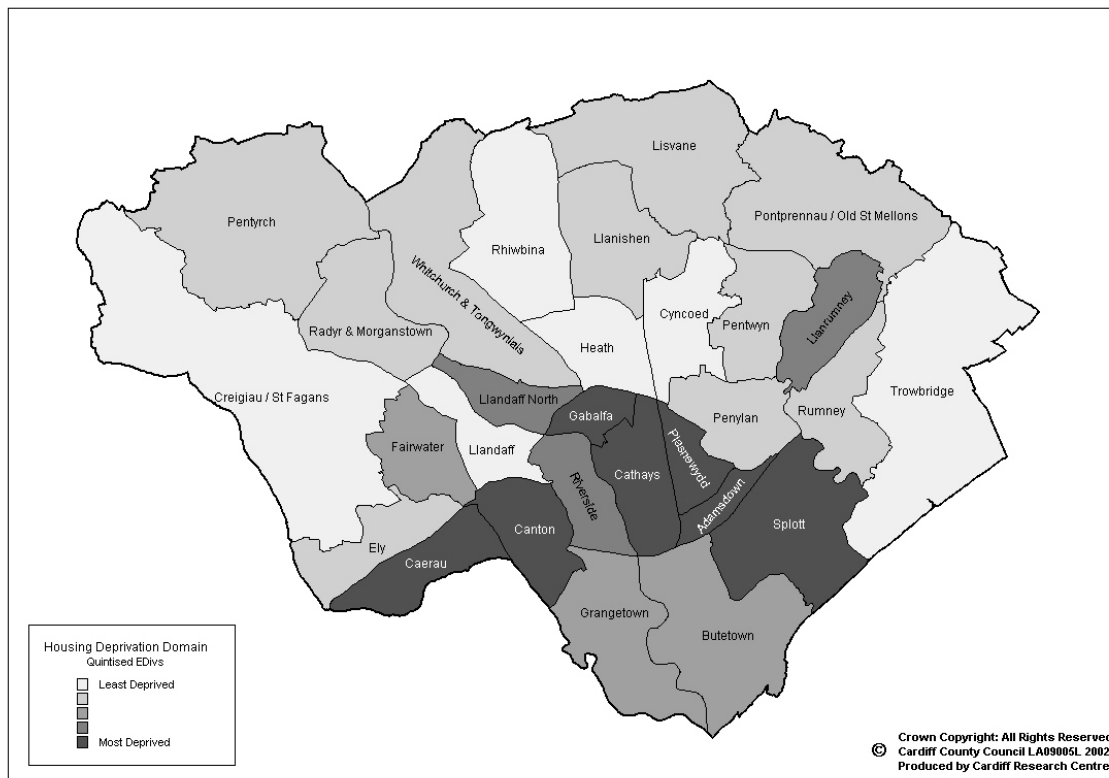 Lisvane
Pontprennau / Old St Mellons
Pentyrch
Rhiwbina
Llanishen
Whitchurch & Tongwynlais
Llanrumney
Cyncoed
Pentwyn
Radyr & Morganstown
Heath
Trowbridge
Creigiau / St Fagans
Llandaff North
Gabalfa
Penylan
Rumney
Fairwater
Llandaff
Plasnewydd
Cathays
Riverside
Adamsdown
Splott
Canton
Ely
Caerau
Grangetown
Butetown
Housing Deprivation Domain
Quintised EDivs
Least Deprived
Most Deprived
© Crown Copyright: All Rights Reserved
Cardiff County Council LA09005L 2002
Produced by Cardiff Research Centre